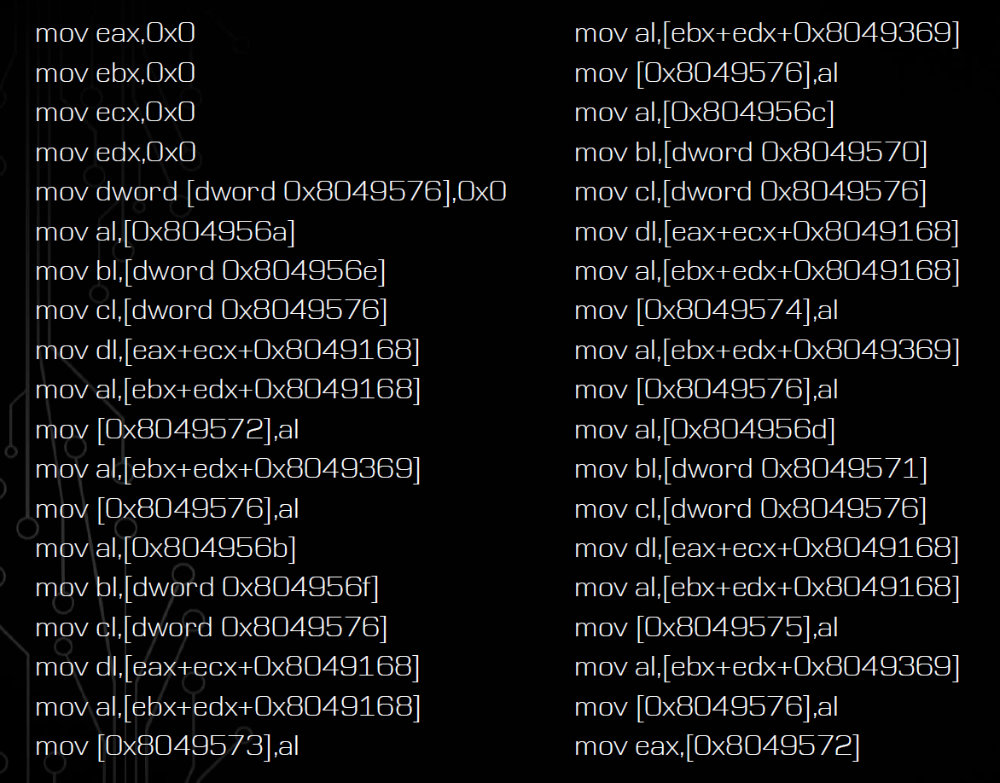 mov eax,0x0
mov ebx,0x0
mov ecx,0x0
mov edx,0x0
mov dword [dword 0x8049576],0x0
mov al,[0x804956a]
mov bl,[dword 0x804956e]
mov cl,[dword 0x8049576]
mov dl,[eax+ecx+0x8049168]
mov al,[ebx+edx+0x8049168]
mov [0x8049572],al
mov al,[ebx+edx+0x8049369]
mov [0x8049576],al
mov al,[0x804956b]
mov bl,[dword 0x804956f]
mov cl,[dword 0x8049576]
mov dl,[eax+ecx+0x8049168]
mov al,[ebx+edx+0x8049168]
mov [0x8049573],al
mov al,[ebx+edx+0x8049369]
mov [0x8049576],al
mov al,[0x804956c]
mov bl,[dword 0x8049570]
mov cl,[dword 0x8049576]
mov dl,[eax+ecx+0x8049168]
mov al,[ebx+edx+0x8049168]
mov [0x8049574],al
mov al,[ebx+edx+0x8049369]
mov [0x8049576],al
mov al,[0x804956d]
mov bl,[dword 0x8049571]
mov cl,[dword 0x8049576]
mov dl,[eax+ecx+0x8049168]
mov al,[ebx+edx+0x8049168]
mov [0x8049575],al
mov al,[ebx+edx+0x8049369]
mov [0x8049576],al
mov eax,[0x8049572]